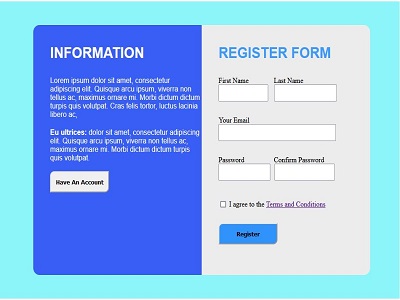 INFORMATION
Lorem ipsum dolor sit amet, consectetur
adipiscing elit. Quisque arcu ipsum, viverra non
tellus ac, maximus ornare mi. Morbi dictum dictum
turpis quis volutpat. Cras felis tortor, luctus lacinia
libero ac,
Eu ultrices: dolor sit amet, consectetur adipiscing
elit. Quisque arcu ipsum, viverra non tellus ac,
maximus ornare mi. Morbi dictum dictum turpis
quis volutpat.
Have An Account
REGISTER FORM
First Name Last Name
Your Email
Password Confirm Password
I agree to the Terms and Conditions
Register